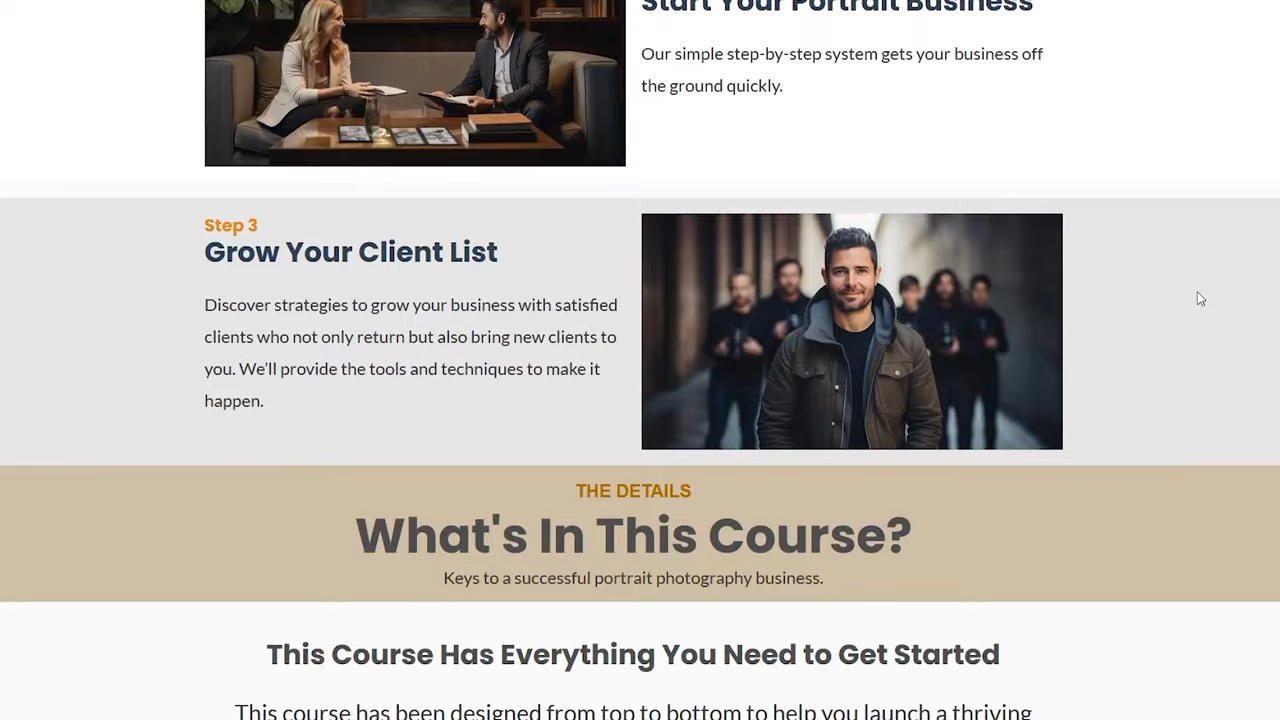 Start Your Portrait Business
Our simple step-by-step system gets your business off
the ground quickly.
Step 3
Grow Your Client List
Discover strategies to grow your business with satisfied
clients who not only return but also bring new clients to
you. We’ll provide the tools and techniques to make it
happen.
THE DETAILS
What's In This Course?
Keys to a successful portrait photography business.
This Course Has Everything You Need to Get Started
This course has been designed from top to bottom to help you launch a thriving